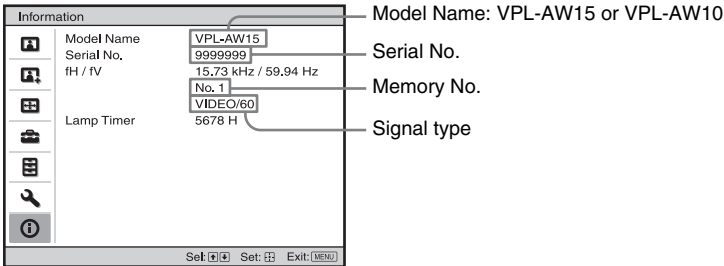 Information
Model Name VPL-AW15
Serial No. 9999999
fH / fV 15.73 kHz / 59.94 Hz
No. 1
VIDEO/60
Lamp Timer 5678 H
Sel: Set: Exit: MENU
Model Name: VPL-AW15 or VPL-AW10
Serial No.
Memory No.
Signal type